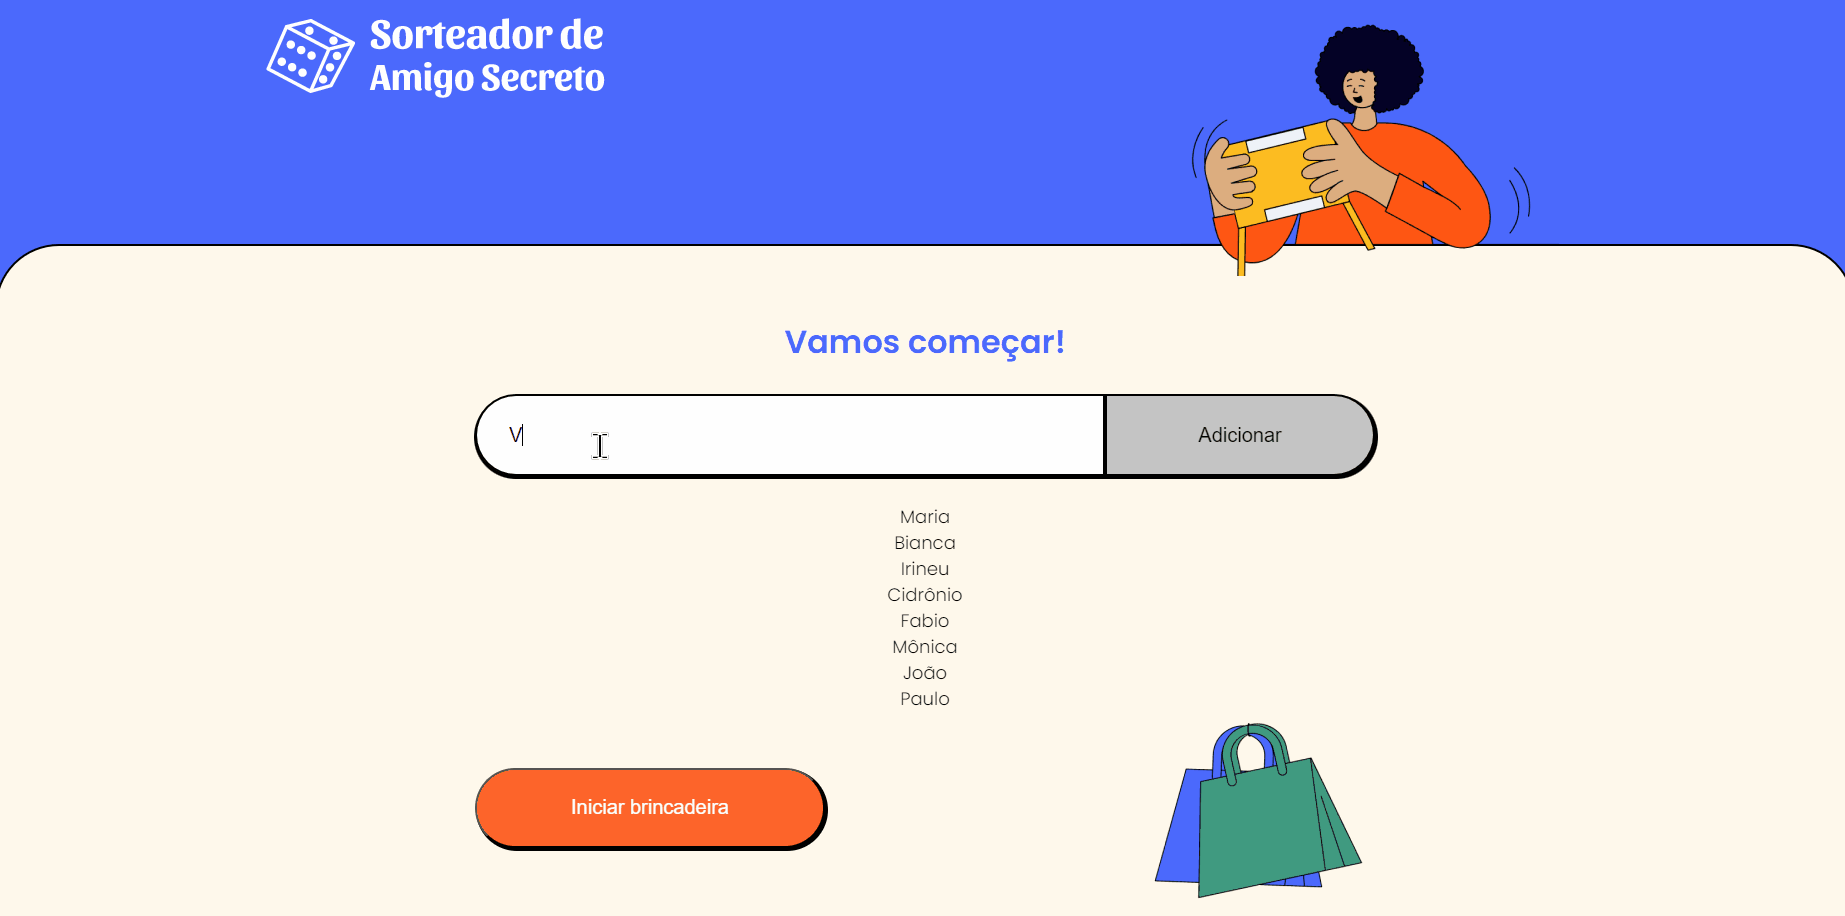 Sorteador de
Amigo Secreto
Vamos começar!
V
Adicionar
Maria
Bianca
Irineu
Cidrônio
Fabio
Mônica
João
Paulo
Iniciar brincadeira